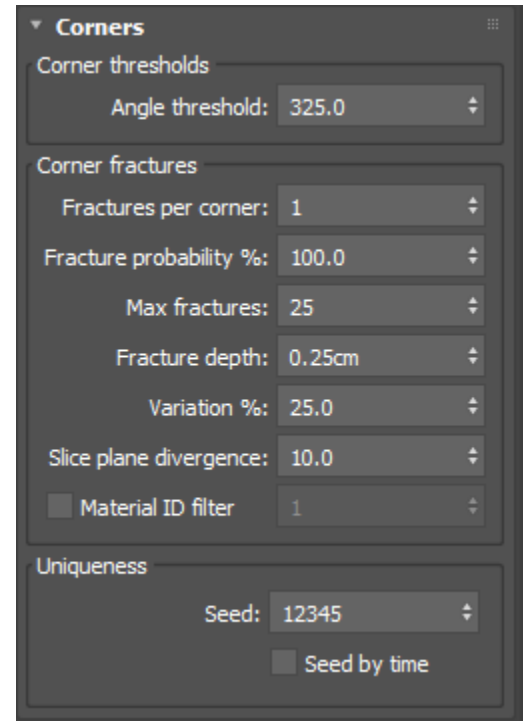 Corners
Corner thresholds
Angle threshold: 325.0
Corner fractures
Fractures per corner: 1
Fracture probability %: 100.0
Max fractures: 25
Fracture depth: 0.25cm
Variation %: 25.0
Slice plane divergence: 10.0
Material ID filter 1
Uniqueness
Seed: 12345
Seed by time